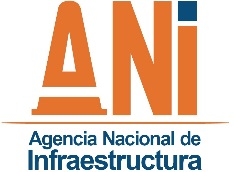 ANi
Agencia Nacional de
Infraestructura